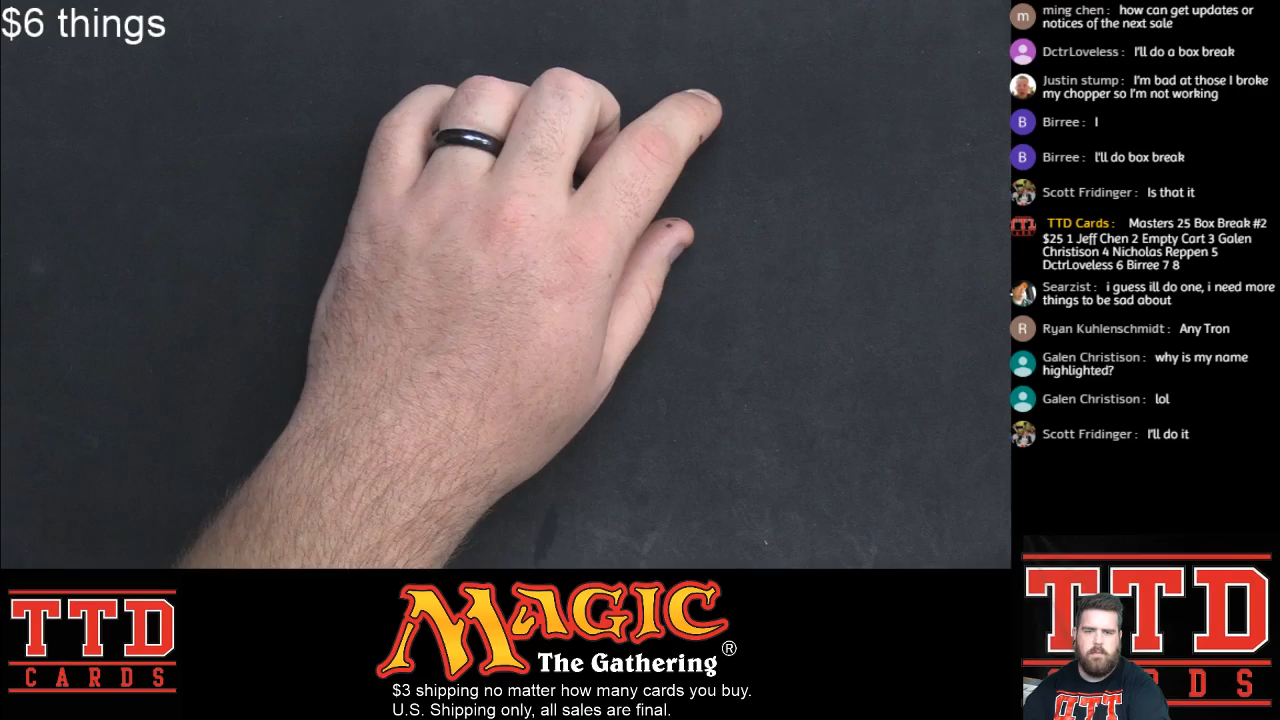 $6 things
ming chen : how can get updates or
notices of the next sale
DctrLoveless : I'll do a box break
Justin stump : I'm bad at those I broke
my chopper so I'm not working
B
Birree : I
B
Birree : I'll do box break
Scott Fridinger : Is that it
TTD Cards : Masters 25 Box Break #2
$25 1 Jeff Chen 2 Empty Cart 3 Galen
Christison 4 Nicholas Reppen 5
DctrLoveless 6 Birree 7 8
Searzist : i guess ill do one, i need more
things to be sad about
R
Ryan Kuhlenschmidt : Any Tron
Galen Christison : why is my name
highlighted?
Galen Christison : lol
Scott Fridinger : I'll do it
m
TTD
CARDS
MAGIC
The Gathering®
$3 shipping no matter how many cards you buy.
U.S. Shipping only, all sales are final.
TTD
DS